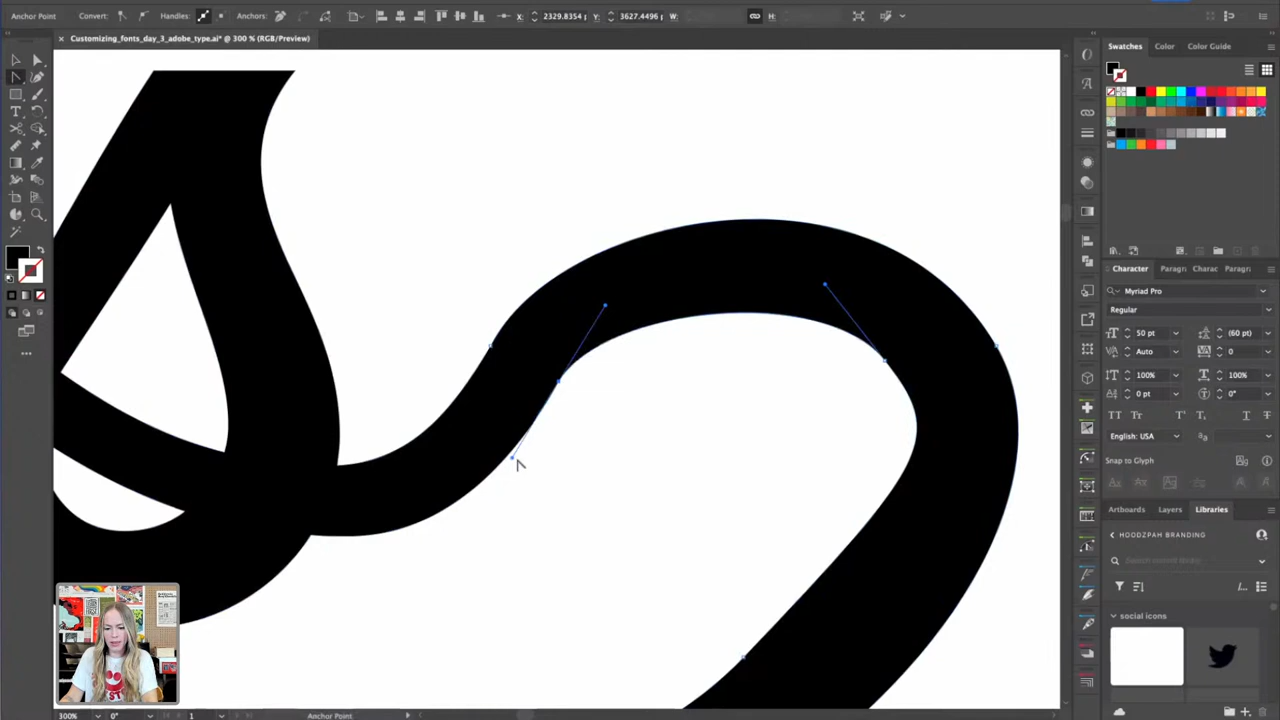 Anchor Point
Convert:
Handles:
Anchors:
X:
2329.8354 p
Y:
3627.4496 p
W:
H:
× Customizing_fonts_day_3_adobe_type.ai* @ 300 % (RGB/Preview)
Swatches
Color
Color Guide
Character
Paragr
Charac
Paragr
Myriad Pro
Regular
50 pt
(60 pt)
Auto
0
100%
100%
0 pt
0°
English: USA
Snap to Glyph
Artboards
Layers
Libraries
HOODZPAH BRANDING
social icons
300%
0°
1
Anchor Point